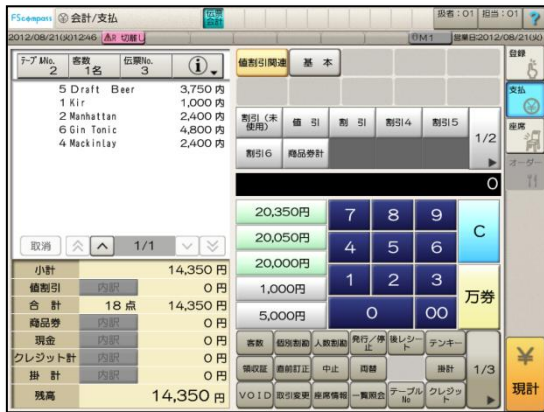 FScompass 会計/支払
伝票会計
扱者:01 担当:01
2012/08/21(火)12:46 AR 切離し
M1 営業日:2012/08/21(火)
テーブルNo. 2 客数 1名 伝票No. 3
5 Draft Beer 3,750 内
1 Kir 1,000 内
2 Manhattan 2,400 内
6 Gin Tonic 4,800 内
4 Mackinlay 2,400 内
取消 1/1
小計 14,350 円
値割引 内訳 0 円
合 計 18 点 14,350 円
商品券 内訳 0 円
現金 内訳 0 円
クレジット計 内訳 0 円
掛 計 内訳 0 円
残高 14,350 円
値割引関連 基 本
割引(未使用) 値 引 割 引 割引4 割引5
1/2
割引6 商品券計
0
20,350円 7 8 9
C
20,050円 4 5 6
20,000円
1,000円 1 2 3
万券
5,000円 0 00
客数 個別割勘 人数割勘 発行/停止 後レシート テンキー
領収証 直前訂正 中止 両替 掛計
1/3
VOID 取引変更 座席情報 一覧照会 テーブルNo クレジット
登録
支払
座席
オーダー
現計